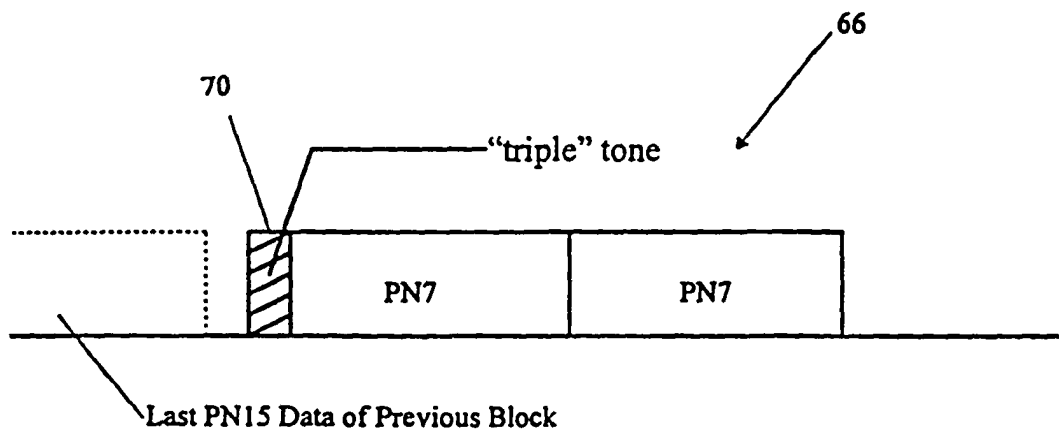 66
70
“triple” tone
PN7 PN7
Last PN15 Data of Previous Block